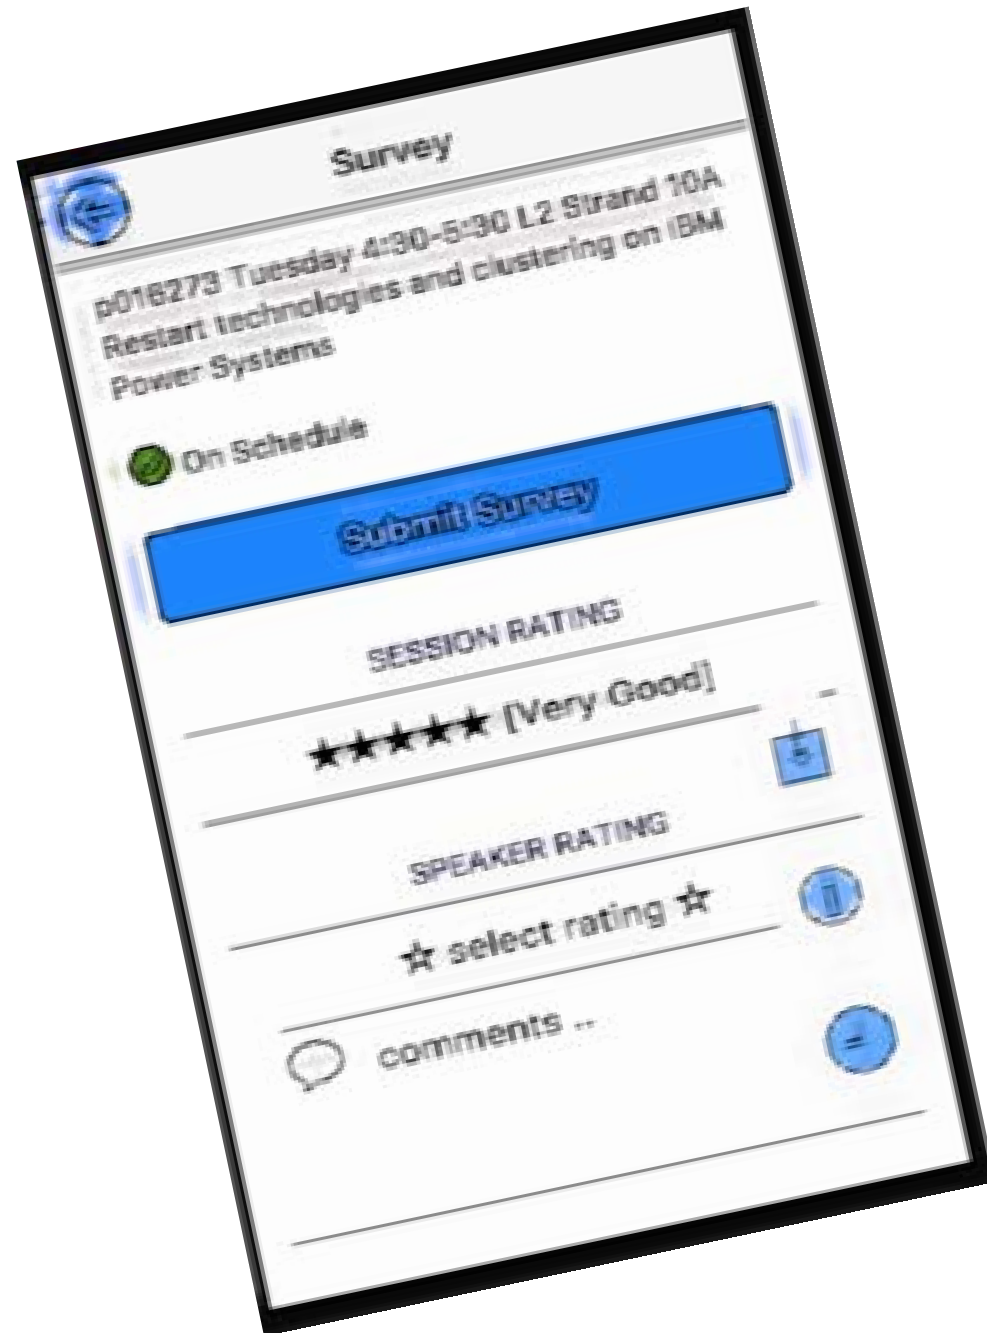 Survey
p016273 Tuesday 4:30-5:30 L2 Strand 10A
Restart technologies and clustering on IBM
Power Systems
On Schedule
Submit Survey
SESSION RATING
★★★★★ [Very Good]
SPEAKER RATING
☆ select rating ☆
comments ..